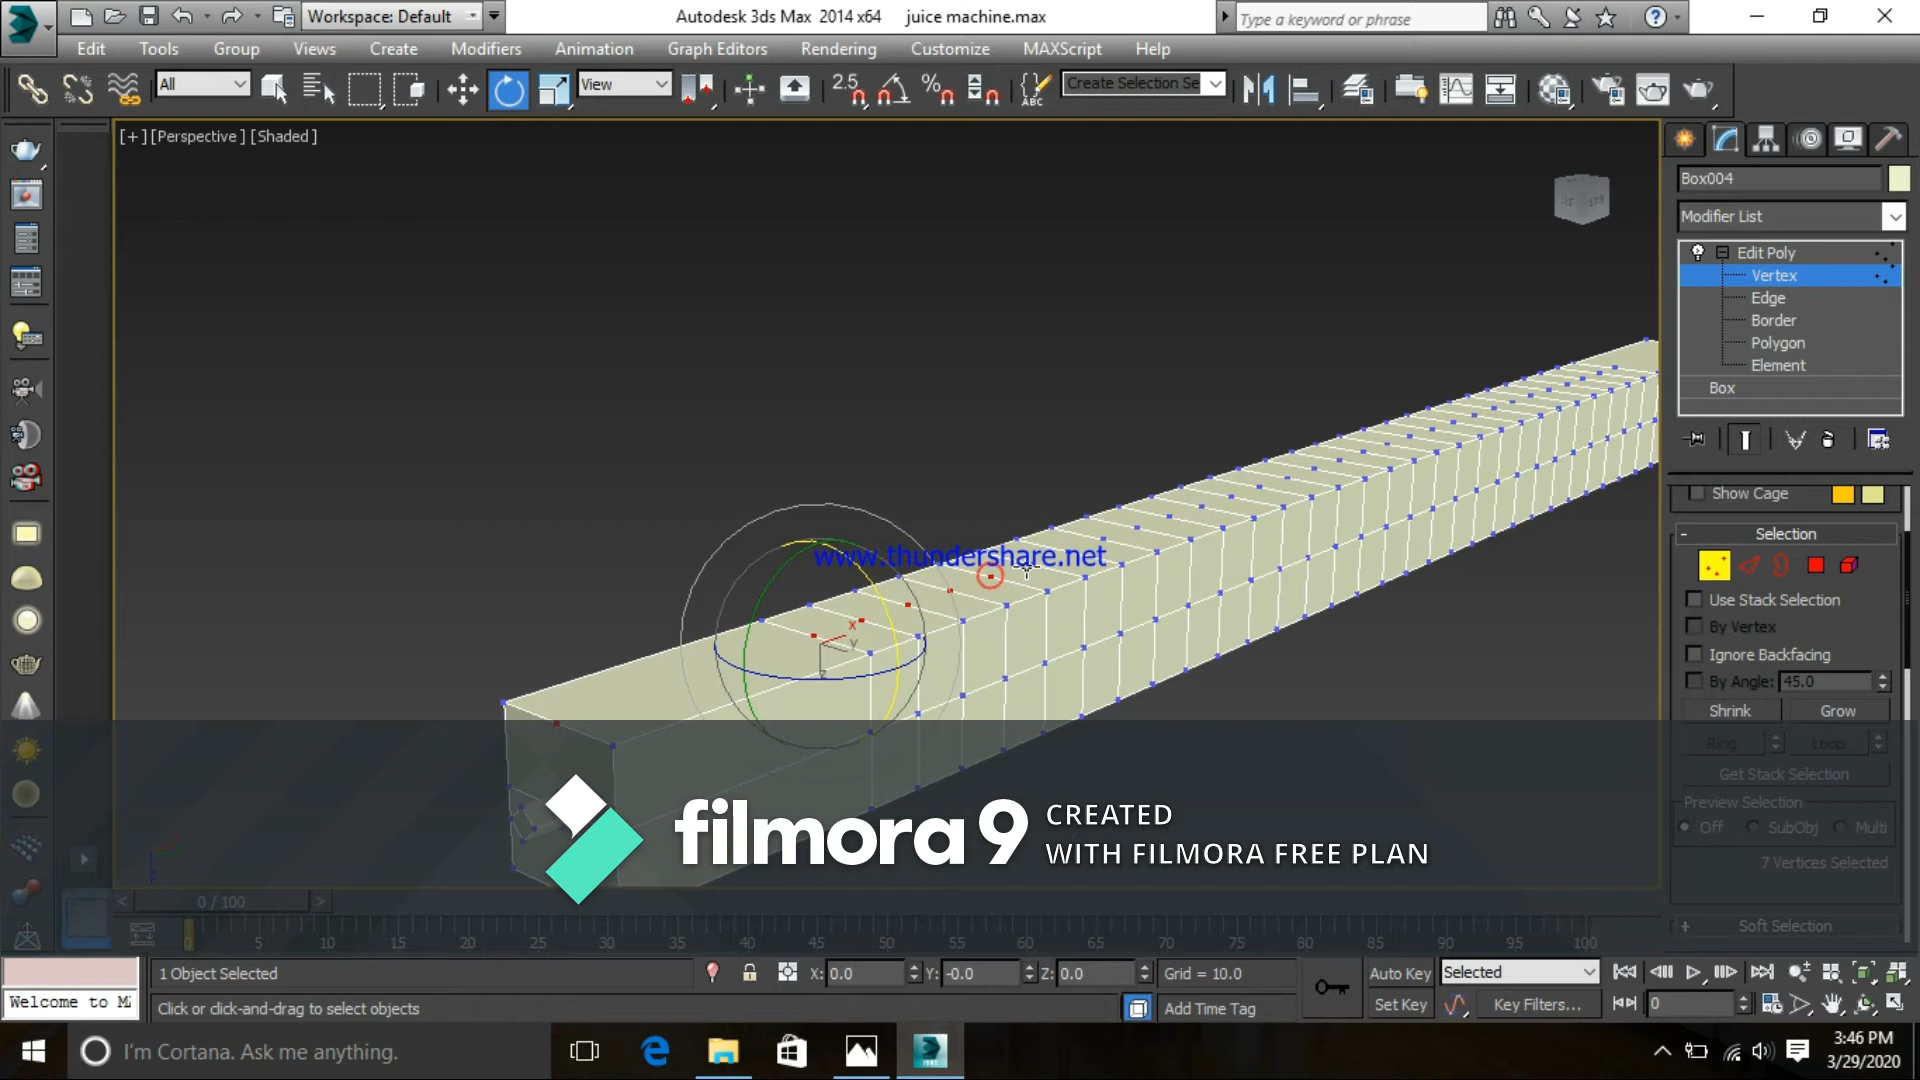 Workspace: Default
Autodesk 3ds Max 2014 x64 juice machine.max
Type a keyword or phrase
Edit Tools Group Views Create Modifiers Animation Graph Editors Rendering Customize MAXScript Help
All
View
2.5
%
ABC
Create Selection Se
[+] [Perspective] [Shaded]
Box004
Modifier List
Edit Poly
Vertex
Edge
Border
Polygon
Element
Box
Show Cage
- Selection
Use Stack Selection
By Vertex
Ignore Backfacing
By Angle: 45.0
Shrink Grow
Ring Loop
Get Stack Selection
Preview Selection
Off SubObj Multi
7 Vertices Selected
+ Soft Selection
www.thundershare.net
x
y
z
filmora 9
CREATED
WITH FILMORA FREE PLAN
< 0 / 100 >
0 5 10 15 20 25 30 35 40 45 50 55 60 65 70 75 80 85 90 95 100
1 Object Selected
X: 0.0 Y: -0.0 Z: 0.0 Grid = 10.0
Auto Key Selected
Welcome to M
Click or click-and-drag to select objects
Add Time Tag
Set Key Key Filters... 0
I'm Cortana. Ask me anything.
3:46 PM
3/29/2020